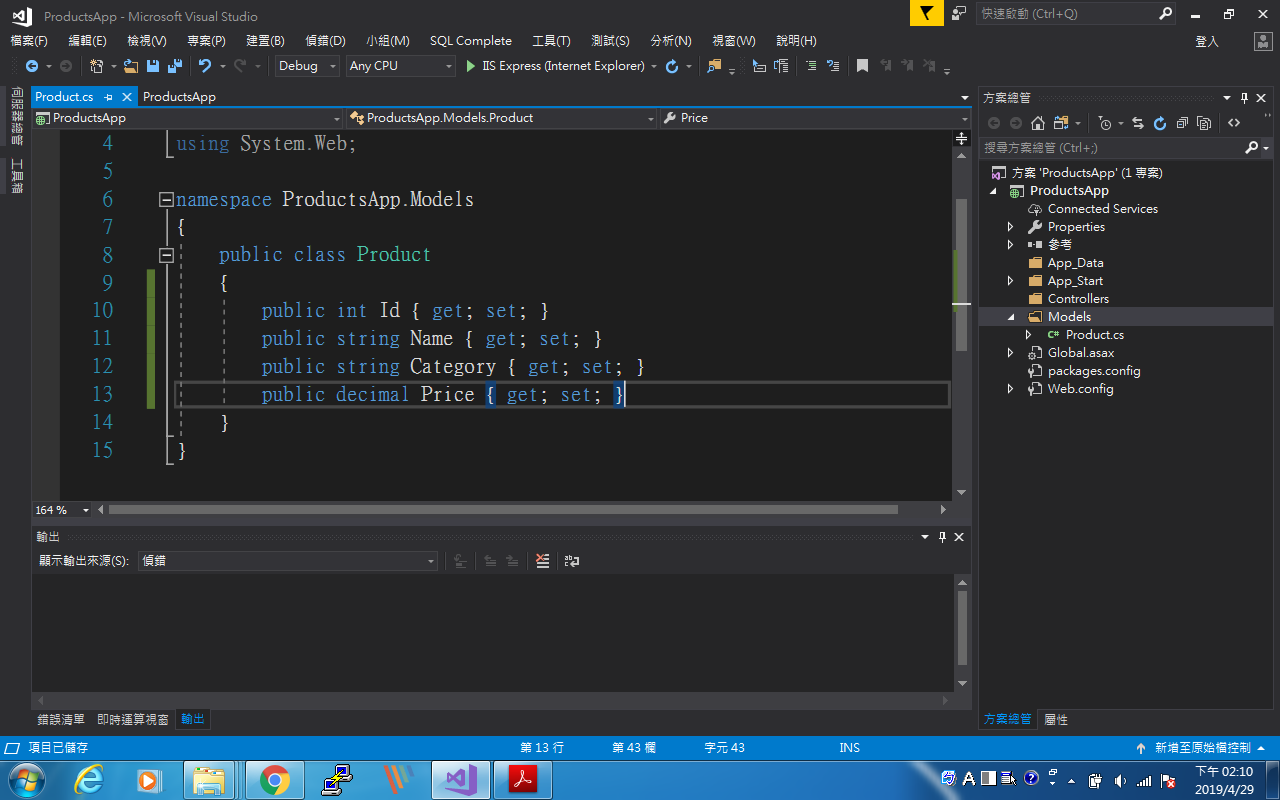 ProductsApp - Microsoft Visual Studio
快速啟動 (Ctrl+Q)
檔案(F) 編輯(E) 檢視(V) 專案(P) 建置(B) 偵錯(D) 小組(M) SQL Complete 工具(T) 測試(S) 分析(N) 視窗(W) 說明(H) 登入
Debug Any CPU IIS Express (Internet Explorer)
伺服器總管
工具箱
Product.cs ProductsApp
ProductsApp ProductsApp.Models.Product Price
4 using System.Web;
5
6 namespace ProductsApp.Models
7 {
8 public class Product
9 {
10 public int Id { get; set; }
11 public string Name { get; set; }
12 public string Category { get; set; }
13 public decimal Price { get; set; }
14 }
15 }
164 %
輸出
顯示輸出來源(S): 偵錯
錯誤清單 即時運算視窗 輸出
方案總管
搜尋方案總管 (Ctrl+;)
方案 'ProductsApp' (1 專案)
ProductsApp
Connected Services
Properties
參考
App_Data
App_Start
Controllers
Models
C# Product.cs
Global.asax
packages.config
Web.config
方案總管 屬性
項目已儲存 第 13 行 第 43 欄 字元 43 INS 新增至原始檔控制
下午 02:10
2019/4/29